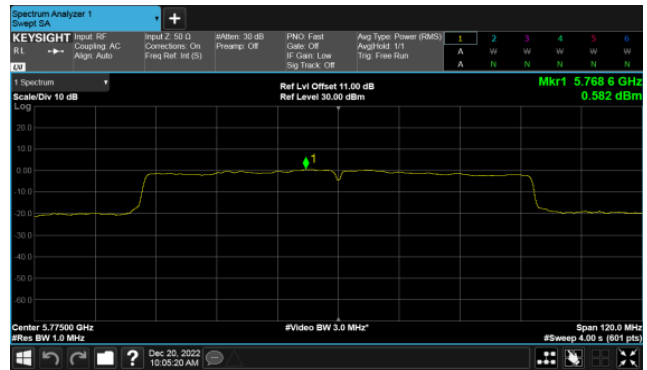 Spectrum Analyzer 1
Swept SA
KEYSIGHT Input: RF Input Z: 50 Ω #Atten: 30 dB PNO: Fast Avg Type: Power (RMS) 1 2 3 4 5 6
RL Coupling: AC Corrections: On Preamp: Off Gate: Off Avg|Hold: 1/1 A W W W W W
Align: Auto Freq Ref: Int (S) IF Gain: Low Trig: Free Run
LXI Sig Track: Off A N N N N N
1 Spectrum Ref Lvl Offset 11.00 dB Mkr1 5.768 6 GHz
Scale/Div 10 dB Ref Level 30.00 dBm 0.582 dBm
Log
20.0
10.0
1
0.00
-10.0
-20.0
-30.0
-40.0
-50.0
-60.0
Center 5.77500 GHz #Video BW 3.0 MHz* Span 120.0 MHz
#Res BW 1.0 MHz #Sweep 4.00 s (601 pts)
? Dec 20, 2022
10:05:20 AM